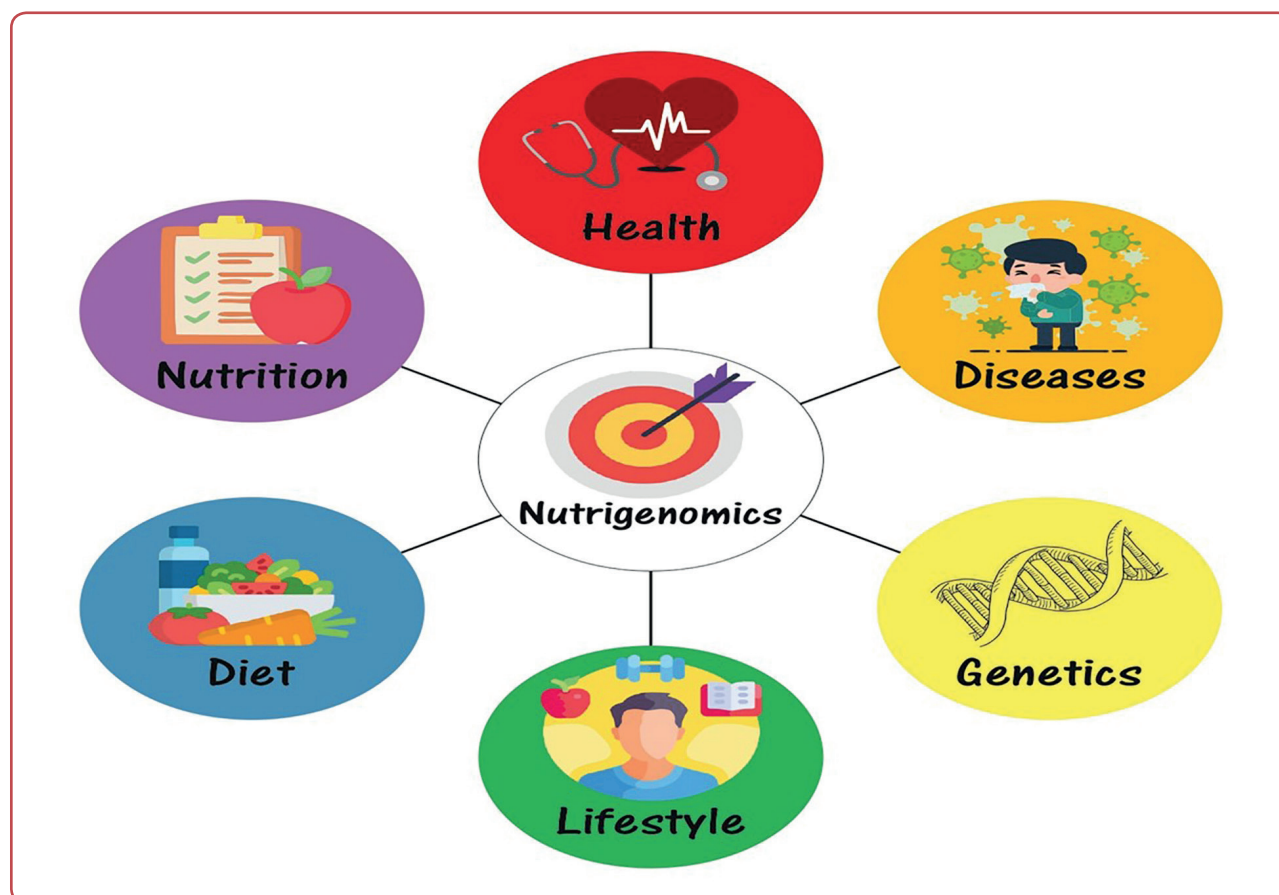 Health
Nutrition
Diseases
Nutrigenomics
Diet
Genetics
Lifestyle